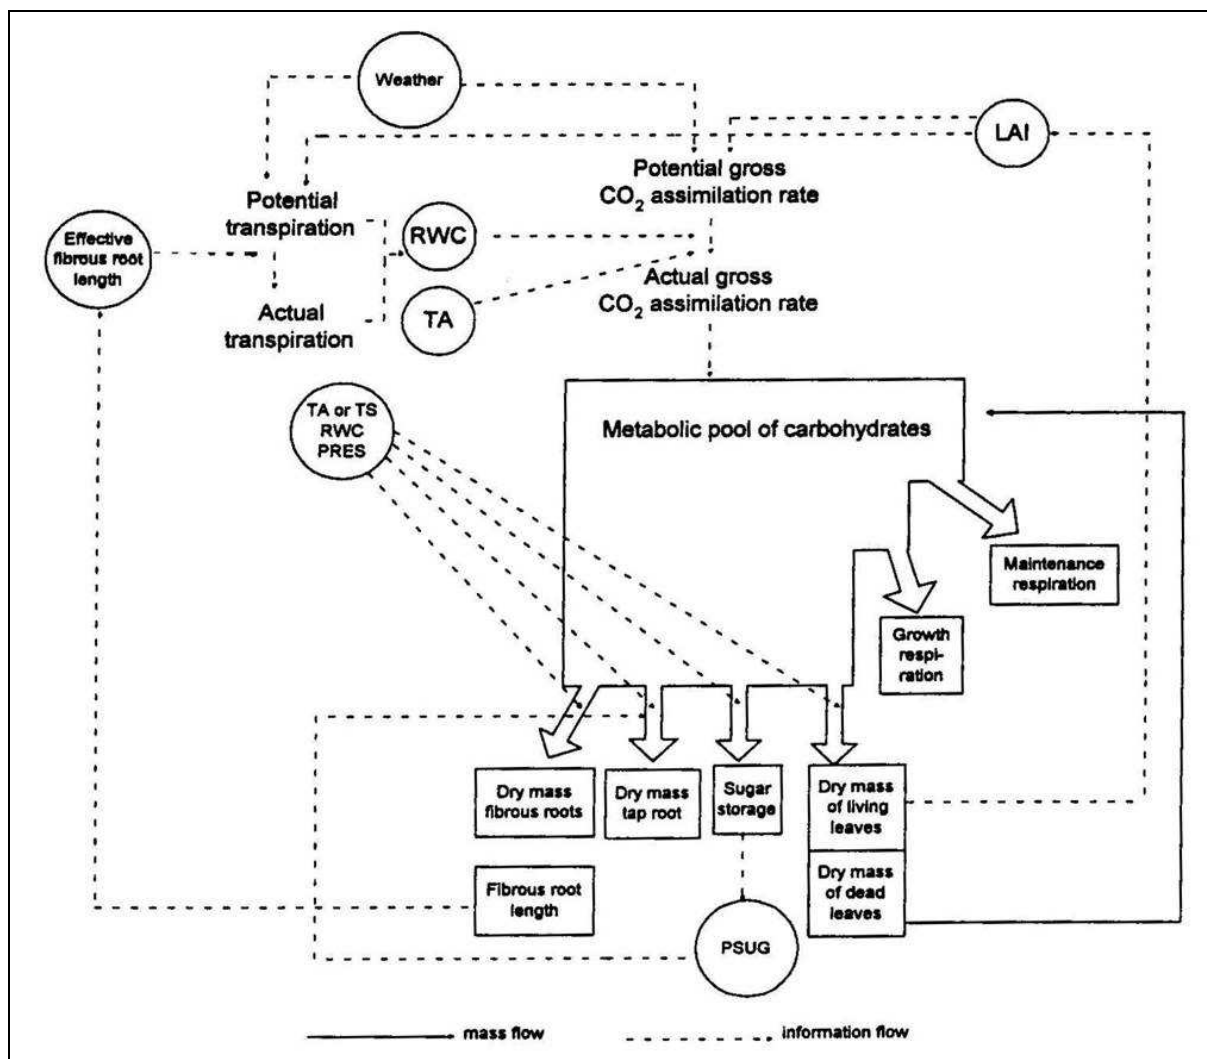 Weather
LAI
Potential gross
CO₂ assimilation rate
Potential
transpiration
RWC
Effective
fibrous root
length
Actual gross
CO₂ assimilation rate
Actual
transpiration
TA
TA or TS
RWC
PRES
Metabolic pool of carbohydrates
Maintenance
respiration
Growth
respi-
ration
Dry mass
fibrous roots
Dry mass
tap root
Sugar
storage
Dry mass
of living
leaves
Fibrous root
length
Dry mass
of dead
leaves
PSUG
mass flow
information flow